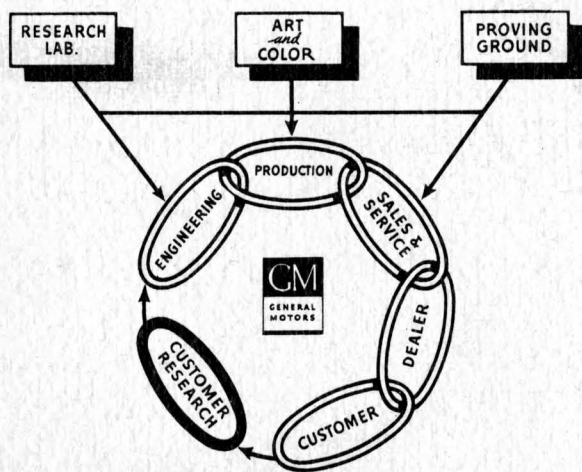 RESEARCH
LAB.
ART
and
COLOR
PROVING
GROUND
PRODUCTION
ENGINEERING
SALES &
SERVICE
GM
GENERAL
MOTORS
DEALER
CUSTOMER
RESEARCH
CUSTOMER